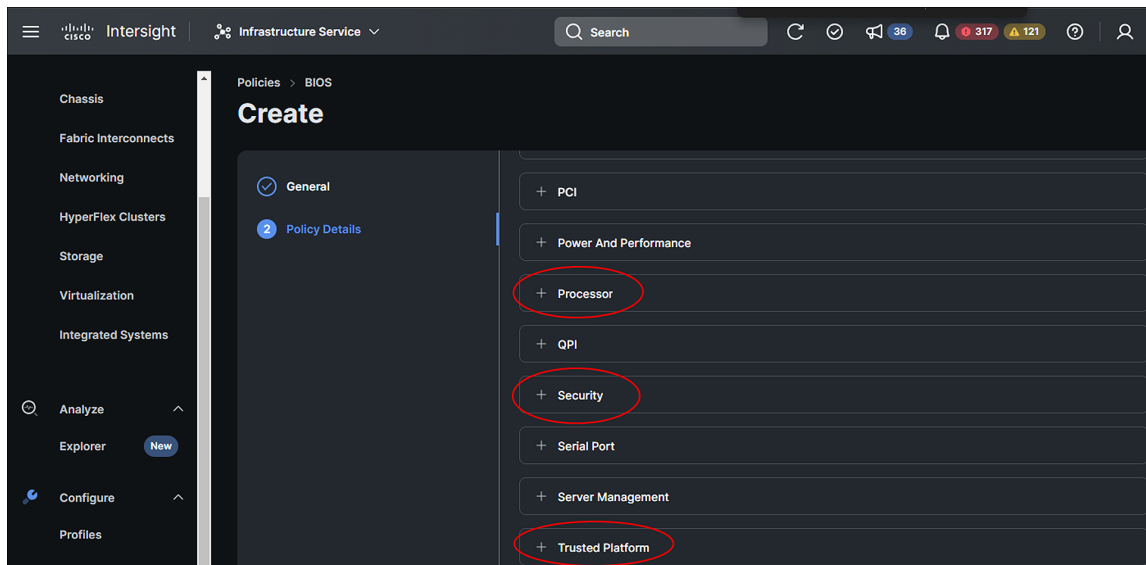 CISCO Intersight Infrastructure Service Search 36 317 121
Chassis
Fabric Interconnects
Networking
HyperFlex Clusters
Storage
Virtualization
Integrated Systems
Analyze
Explorer New
Configure
Profiles
Policies > BIOS
Create
General
2 Policy Details
+ PCI
+ Power And Performance
+ Processor
+ QPI
+ Security
+ Serial Port
+ Server Management
+ Trusted Platform